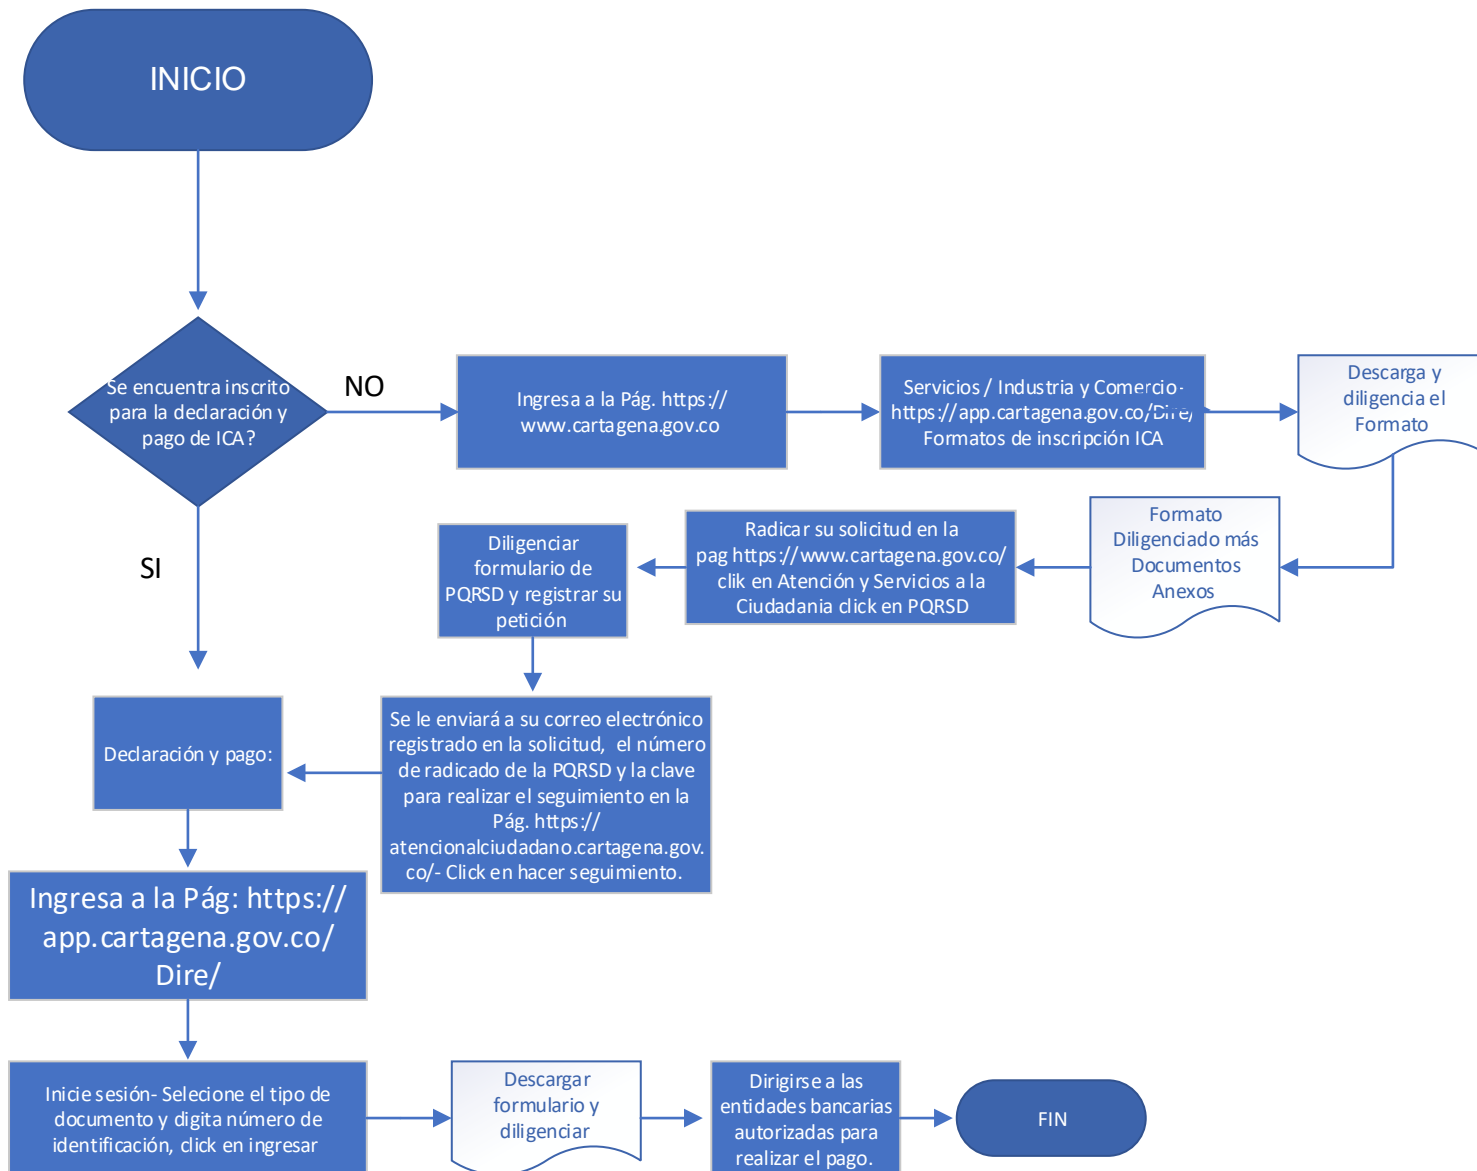 INICIO
Se encuentra inscrito
para la declaración y
pago de ICA?
NO
Ingresa a la Pág. https://
www.cartagena.gov.co
Servicios / Industria y Comercio-
https://app.cartagena.gov.co/Dire/
Formatos de inscripción ICA
Descarga y
diligencia el
Formato
Formato
Diligenciado más
Documentos
Anexos
Radicar su solicitud en la
pag https://www.cartagena.gov.co/
clik en Atención y Servicios a la
Ciudadania click en PQRSD
Diligenciar
formulario de
PQRSD y registrar su
petición
SI
Se le enviará a su correo electrónico
registrado en la solicitud, el número
de radicado de la PQRSD y la clave
para realizar el seguimiento en la
Pág. https://
atencionalciudadano.cartagena.gov.
co/- Click en hacer seguimiento.
Declaración y pago:
Ingresa a la Pág: https://
app.cartagena.gov.co/
Dire/
Inicie sesión- Selecione el tipo de
documento y digita número de
identificación, click en ingresar
Descargar
formulario y
diligenciar
Dirigirse a las
entidades bancarias
autorizadas para
realizar el pago.
FIN